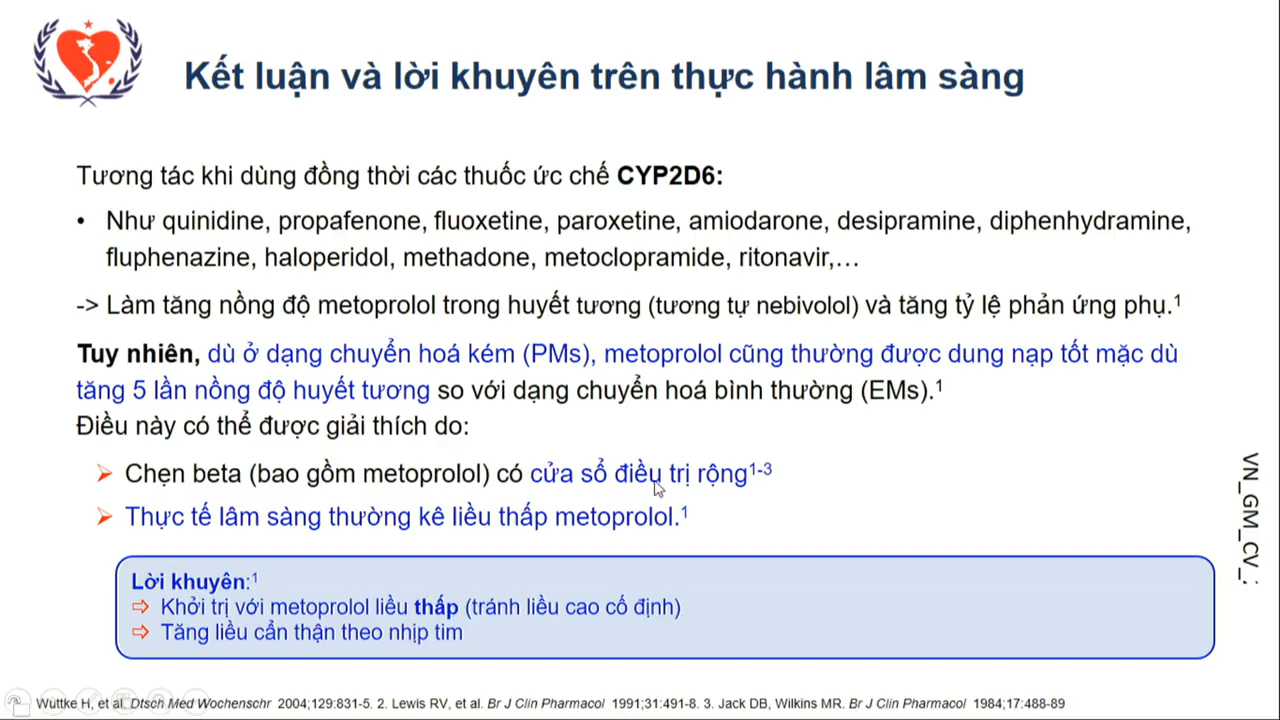 Kết luận và lời khuyên trên thực hành lâm sàng
Tương tác khi dùng đồng thời các thuốc ức chế CYP2D6:
• Như quinidine, propafenone, fluoxetine, paroxetine, amiodarone, desipramine, diphenhydramine,
fluphenazine, haloperidol, methadone, metoclopramide, ritonavir,…
-> Làm tăng nồng độ metoprolol trong huyết tương (tương tự nebivolol) và tăng tỷ lệ phản ứng phụ.¹
Tuy nhiên, dù ở dạng chuyển hoá kém (PMs), metoprolol cũng thường được dung nạp tốt mặc dù
tăng 5 lần nồng độ huyết tương so với dạng chuyển hoá bình thường (EMs).¹
Điều này có thể được giải thích do:
➢ Chẹn beta (bao gồm metoprolol) có cửa sổ điều trị rộng¹⁻³
➢ Thực tế lâm sàng thường kê liều thấp metoprolol.¹
Lời khuyên:¹
⇨ Khởi trị với metoprolol liều thấp (tránh liều cao cố định)
⇨ Tăng liều cẩn thận theo nhịp tim
VN_GM_CV_
Wuttke H, et al. Dtsch Med Wochenschr 2004;129:831-5. 2. Lewis RV, et al. Br J Clin Pharmacol 1991;31:491-8. 3. Jack DB, Wilkins MR. Br J Clin Pharmacol 1984;17:488-89